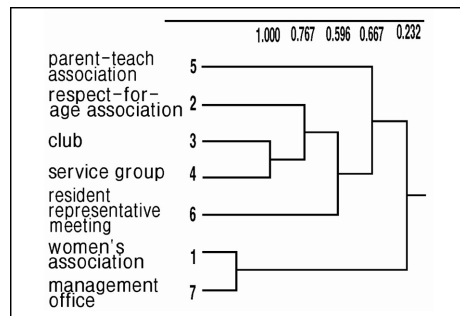 1.000 0.767 0.596 0.667 0.232
parent-teach
association 5
respect-for-
age association 2
club 3
service group 4
resident
representative 6
meeting
women's
association 1
management
office 7